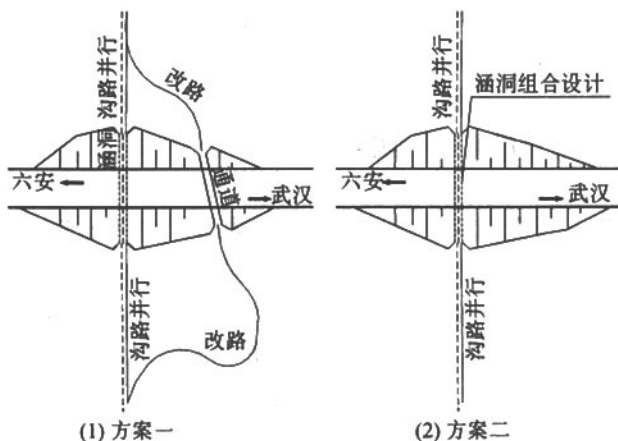 沟路并行
改路
涵洞
六安
通道
武汉
沟路并行
改路
(1) 方案一
沟路并行
涵洞组合设计
六安
武汉
沟路并行
(2) 方案二